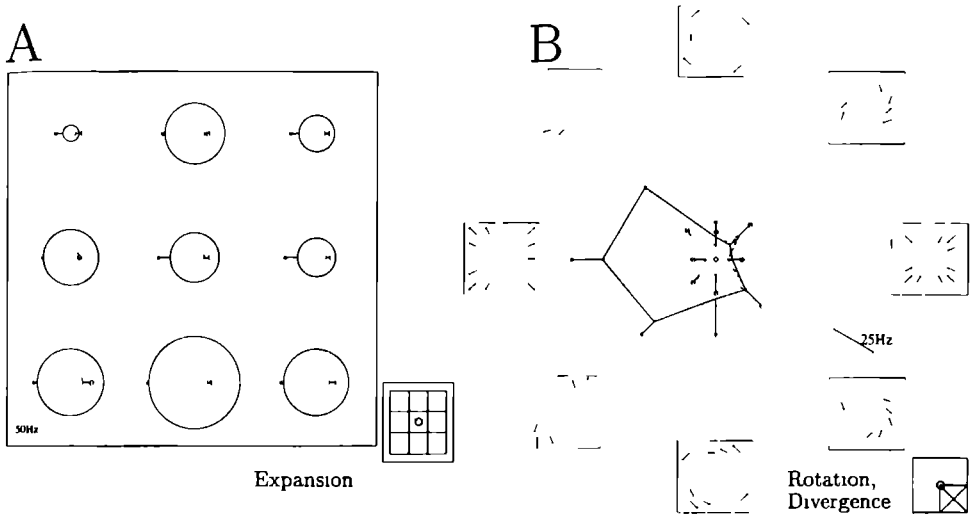 A
B
50Hz
25Hz
Expansion
Rotation,
Divergence